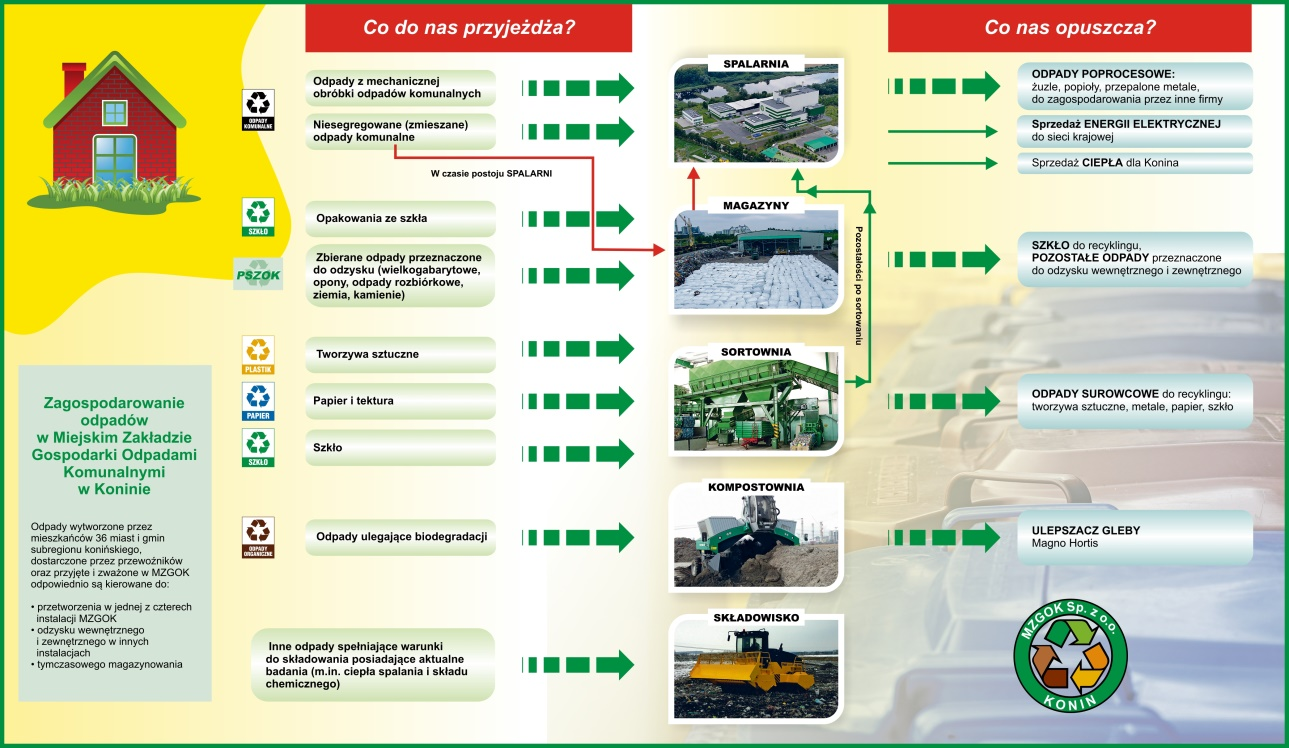 Co do nas przyjeżdża?
Co nas opuszcza?
ODPADY
KOMUNALNE
Odpady z mechanicznej
obróbki odpadów komunalnych
Niesegregowane (zmieszane)
odpady komunalne
W czasie postoju SPALARNI
SPALARNIA
ODPADY POPROCESOWE:
żużle, popioły, przepalone metale,
do zagospodarowania przez inne firmy
Sprzedaż ENERGII ELEKTRYCZNEJ
do sieci krajowej
Sprzedaż CIEPŁA dla Konina
SZKŁO
Opakowania ze szkła
PSZOK
Zbierane odpady przeznaczone
do odzysku (wielkogabarytowe,
opony, odpady rozbiórkowe,
ziemia, kamienie)
MAGAZYNY
Pozostałości po sortowaniu
SZKŁO do recyklingu,
POZOSTAŁE ODPADY przeznaczone
do odzysku wewnętrznego i zewnętrznego
PLASTIK
Tworzywa sztuczne
PAPIER
Papier i tektura
SZKŁO
Szkło
SORTOWNIA
ODPADY SUROWCOWE do recyklingu:
tworzywa sztuczne, metale, papier, szkło
ODPADY
ORGANICZNE
Odpady ulegające biodegradacji
KOMPOSTOWNIA
ULEPSZACZ GLEBY
Magno Hortis
Inne odpady spełniające warunki
do składowania posiadające aktualne
badania (m.in. ciepła spalania i składu
chemicznego)
SKŁADOWISKO
Zagospodarowanie
odpadów
w Miejskim Zakładzie
Gospodarki Odpadami
Komunalnymi
w Koninie
Odpady wytworzone przez
mieszkańców 36 miast i gmin
subregionu konińskiego,
dostarczone przez przewoźników
oraz przyjęte i zważone w MZGOK
odpowiednio są kierowane do:
• przetworzenia w jednej z czterech
instalacji MZGOK
• odzysku wewnętrznego
i zewnętrznego w innych
instalacjach
• tymczasowego magazynowania
MZGOK Sp. z o.o.
KONIN